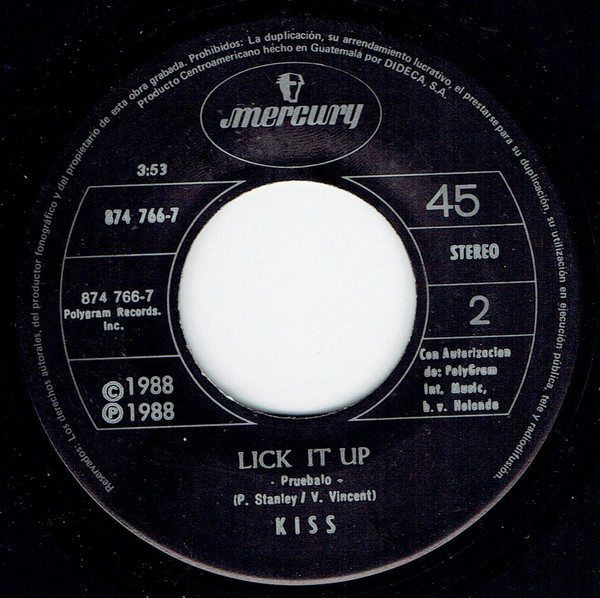 Reservados: Los derechos autorales, del productor fonográfico y del propietario de esta obra grabada. Prohibidos: La duplicación, su arrendamiento lucrativo, el prestarse para su duplicación, su utilización en ejecución pública, tele y radiodifusión.
Producto Centroamericano hecho en Guatemala por DIDECA, S.A.
mercury
3:53
874 766-7
45
STEREO
874 766-7
Polygram Records.
Inc.
2
Con Autorizacion
de: PolyGram
Int. Music,
b. v. Holanda
©1988
℗1988
LICK IT UP
- Pruebalo -
(P. Stanley / V. Vincent)
KISS